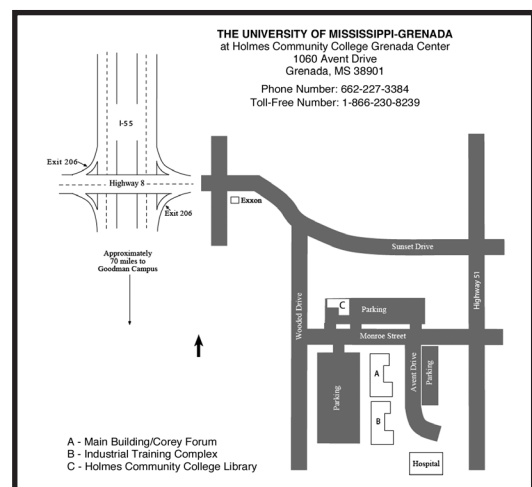 THE UNIVERSITY OF MISSISSIPPI-GRENADA
at Holmes Community College Grenada Center
1060 Avent Drive
Grenada, MS 38901
Phone Number: 662-227-3384
Toll-Free Number: 1-866-230-8239
I-55
Exit 206
Highway 8
Exit 206
Exxon
Approximately
70 miles to
Goodman Campus
Sunset Drive
Highway 51
Wooded Drive
C
Parking
Monroe Street
Parking
A
Avent Drive
Parking
B
Hospital
A - Main Building/Corey Forum
B - Industrial Training Complex
C - Holmes Community College Library